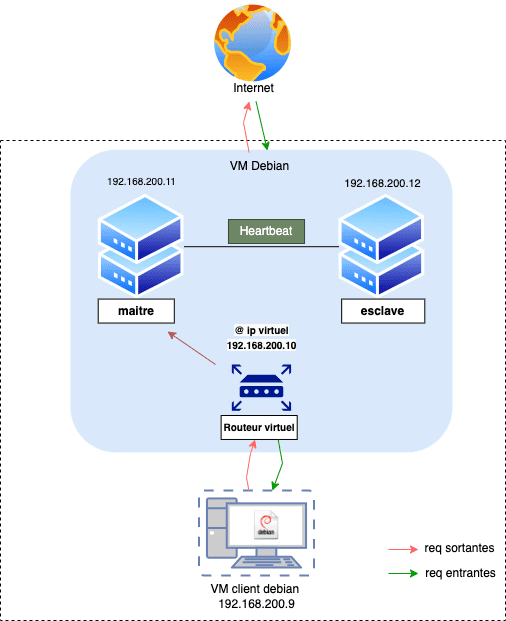 Internet
VM Debian
192.168.200.11
192.168.200.12
Heartbeat
maitre
esclave
@ ip virtuel
192.168.200.10
Routeur virtuel
debian
req sortantes
req entrantes
VM client debian
192.168.200.9